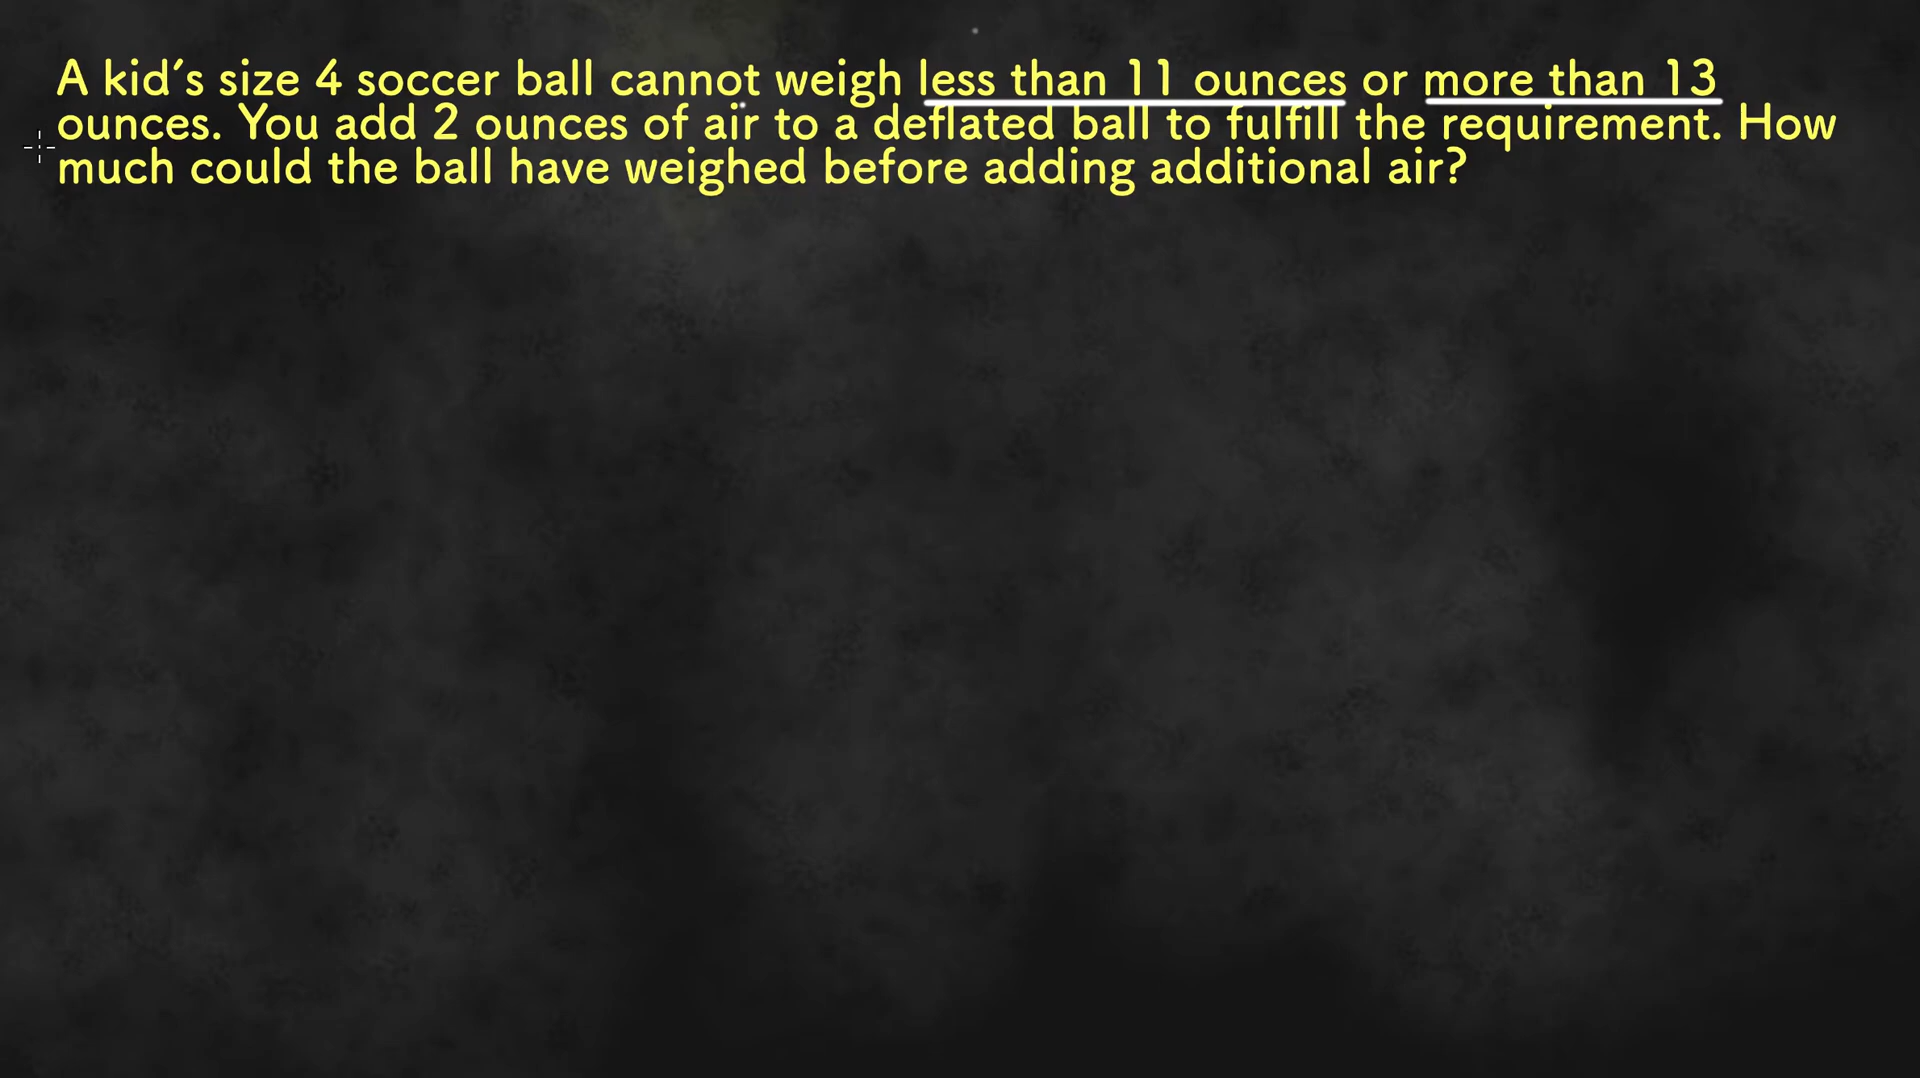 A kid's size 4 soccer ball cannot weigh less than 11 ounces or more than 13
ounces. You add 2 ounces of air to a deflated ball to fulfill the requirement. How
much could the ball have weighed before adding additional air?